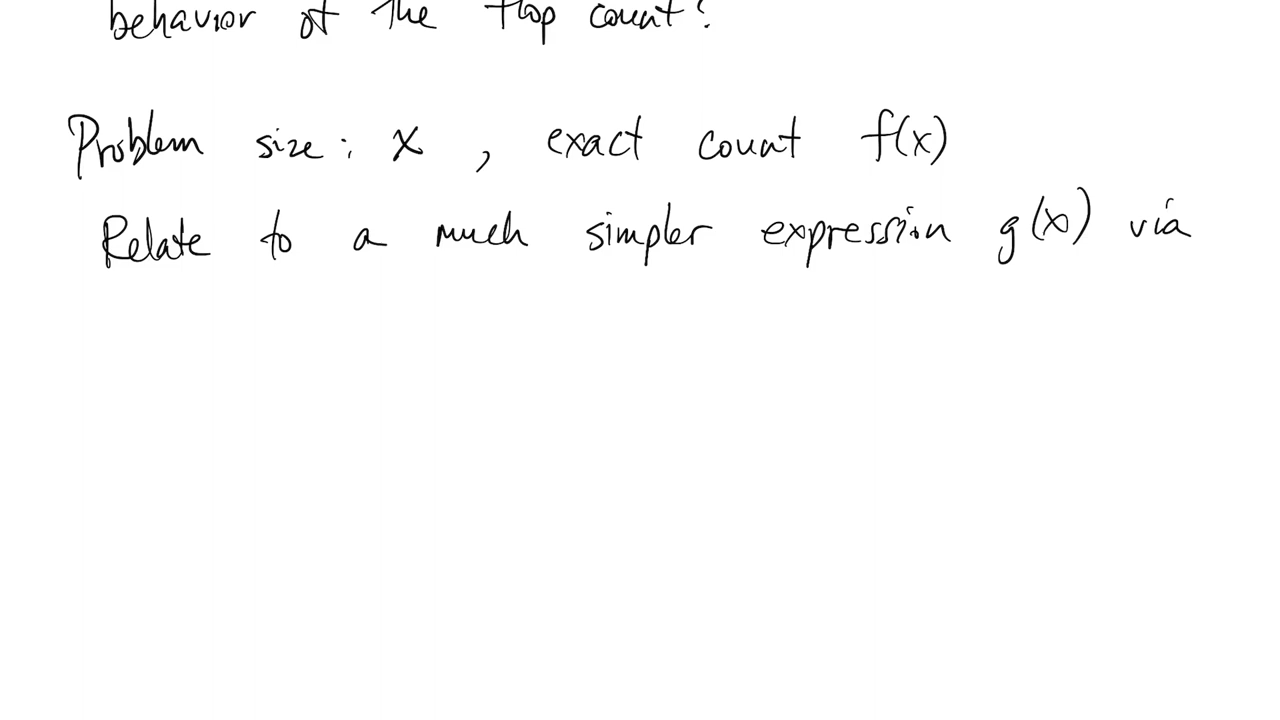 behavior of the flop count?
Problem size: x, exact count f(x)
Relate to a much simpler expression g(x) via